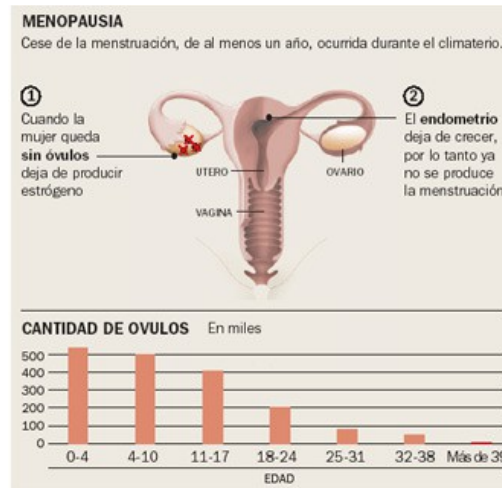 MENOPAUSIA
Cese de la menstruación, de al menos un año, ocurrida durante el climaterio.
1
Cuando la
mujer queda
sin óvulos
deja de producir
estrógeno
2
El endometrio
deja de crecer,
por lo tanto ya
no se produce
la menstruación
UTERO
OVARIO
VAGINA
CANTIDAD DE OVULOS En miles
500
400
300
200
100
0
0-4 4-10 11-17 18-24 25-31 32-38 Más de 39
EDAD